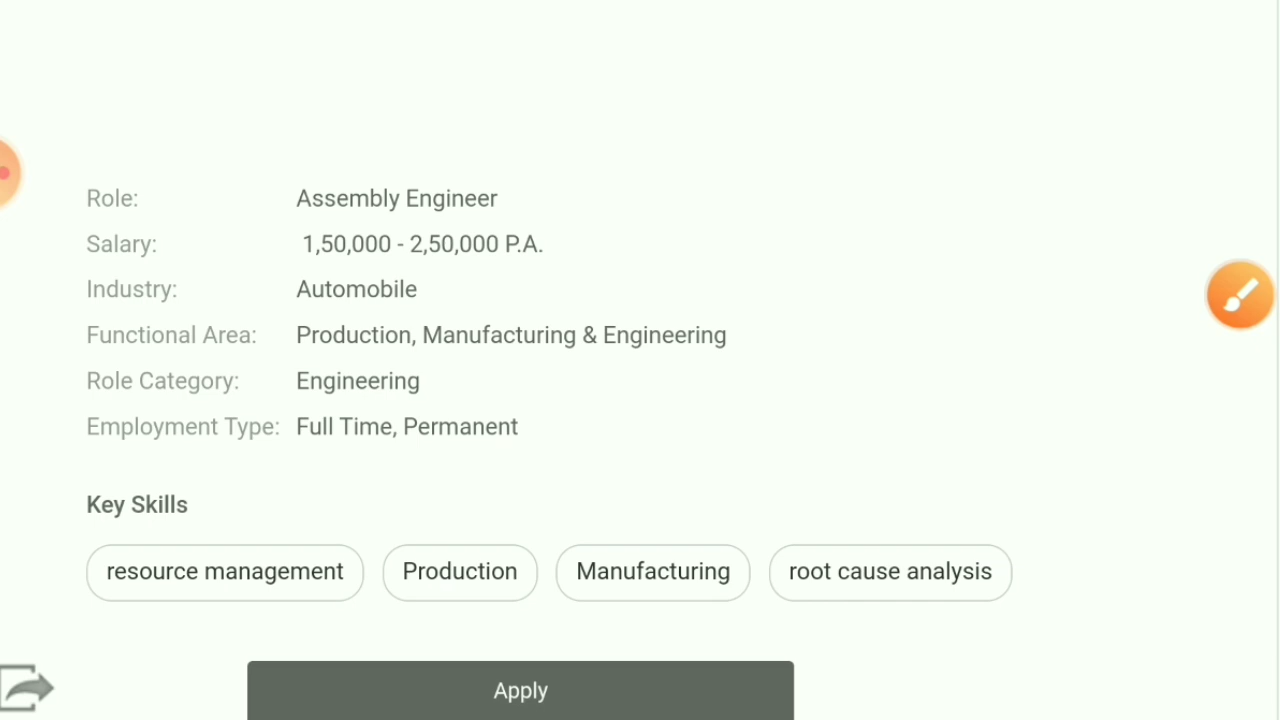 Role: Assembly Engineer
Salary: 1,50,000 - 2,50,000 P.A.
Industry: Automobile
Functional Area: Production, Manufacturing & Engineering
Role Category: Engineering
Employment Type: Full Time, Permanent
Key Skills
resource management Production Manufacturing root cause analysis
Apply